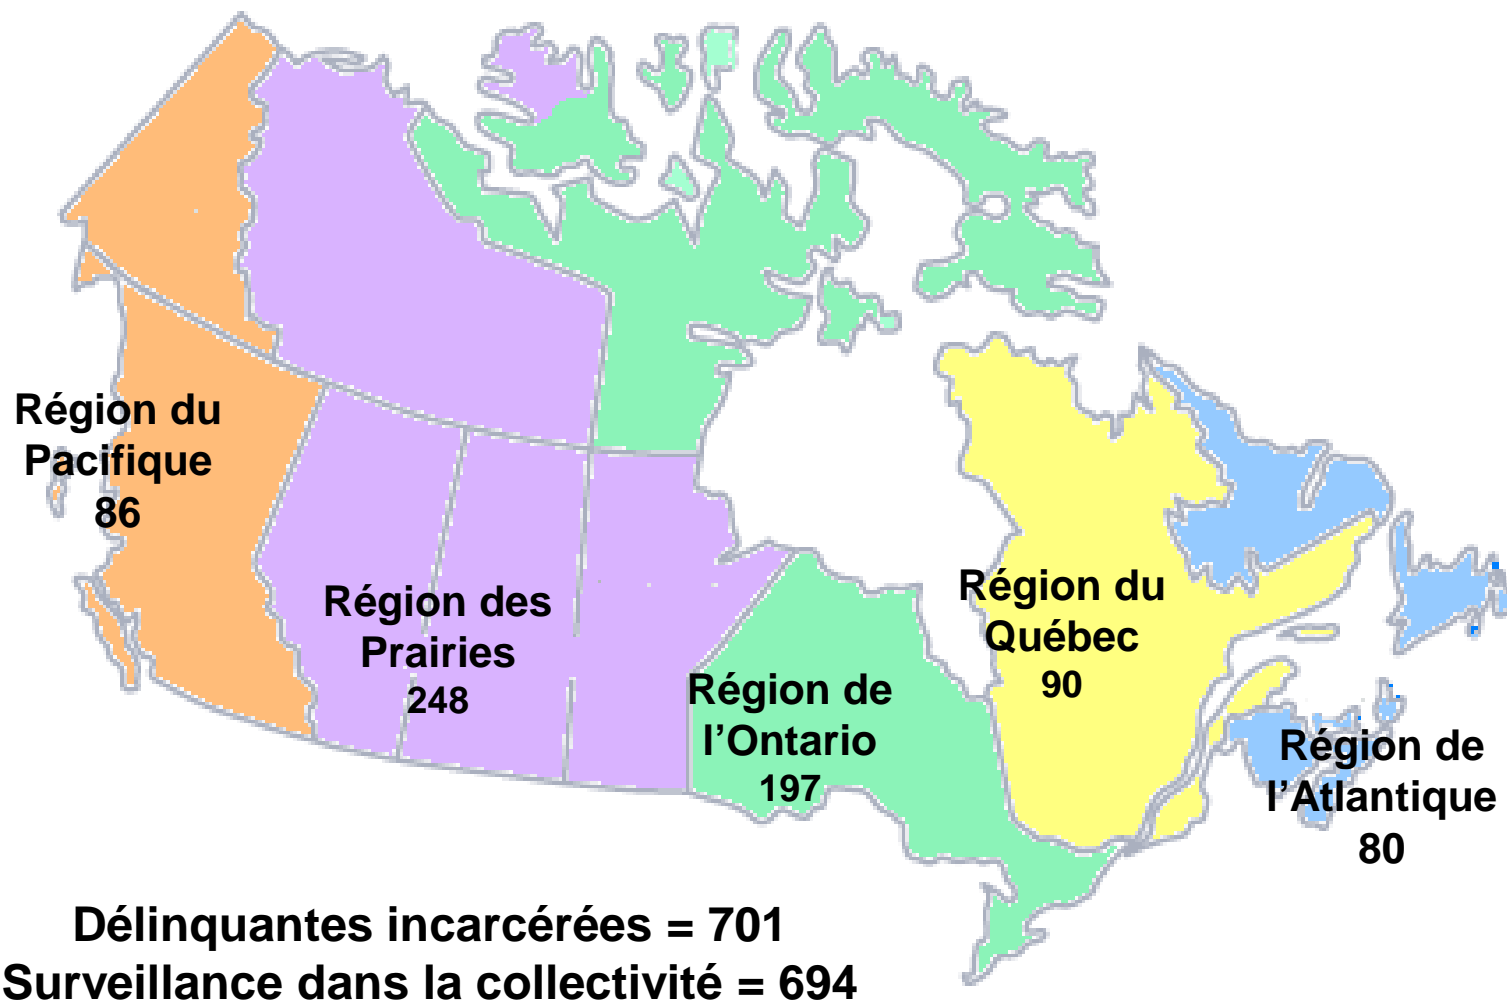 Région du
Pacifique
86
Région des
Prairies
248
Région de
l’Ontario
197
Région du
Québec
90
Région de
l’Atlantique
80
Délinquantes incarcérées = 701
Surveillance dans la collectivité = 694